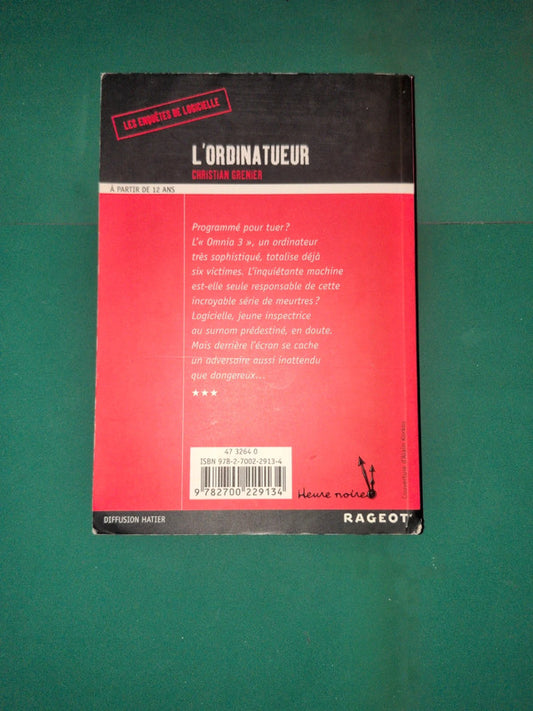 LES ENQUÊTES DE LOGICIELLE
L'ORDINATUEUR
CHRISTIAN GRENIER
À PARTIR DE 12 ANS
Programmé pour tuer ?
L'« Omnia 3 », un ordinateur
très sophistiqué, totalise déjà
six victimes. L'inquiétante machine
est-elle seule responsable de cette
incroyable série de meurtres ?
Logicielle, jeune inspectrice
au surnom prédestiné, en doute.
Mais derrière l'écran se cache
un adversaire aussi inattendu
que dangereux...
★★★
47 3264 0
ISBN 978-2-7002-2913-4
9 782700 229134
Heure noire
Couverture d'Alain Korkos
DIFFUSION HATIER
RAGEOT